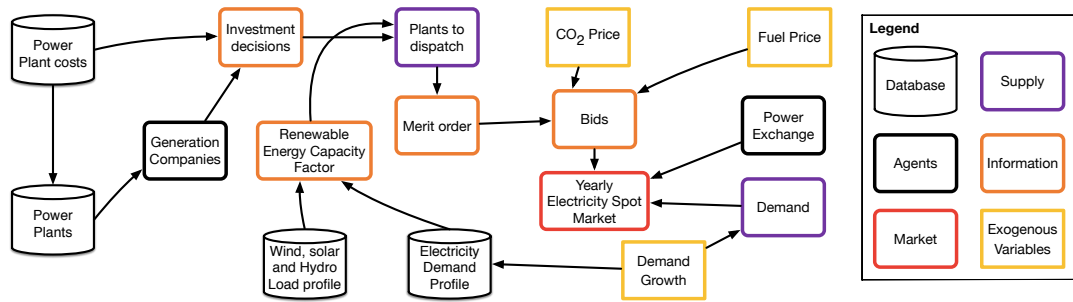 Power
Plant costs
Investment
decisions
Plants to
dispatch
CO2 Price
Fuel Price
Generation
Companies
Renewable
Energy Capacity
Factor
Merit order
Bids
Power
Exchange
Power
Plants
Yearly
Electricity Spot
Market
Demand
Wind, solar
and Hydro
Load profile
Electricity
Demand
Profile
Demand
Growth
Legend
Database
Supply
Agents
Information
Market
Exogenous
Variables